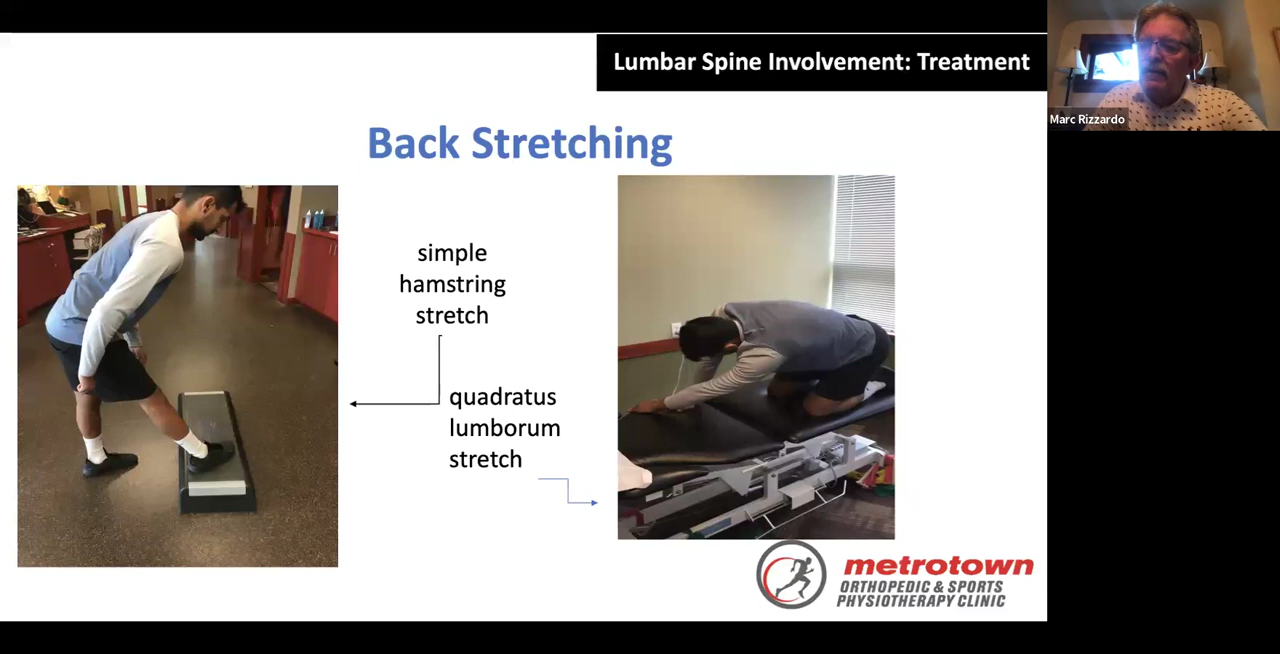 Lumbar Spine Involvement: Treatment
Marc Rizzardo
Back Stretching
simple
hamstring
stretch
quadratus
lumborum
stretch
metrotown
ORTHOPEDIC & SPORTS
PHYSIOTHERAPY CLINIC